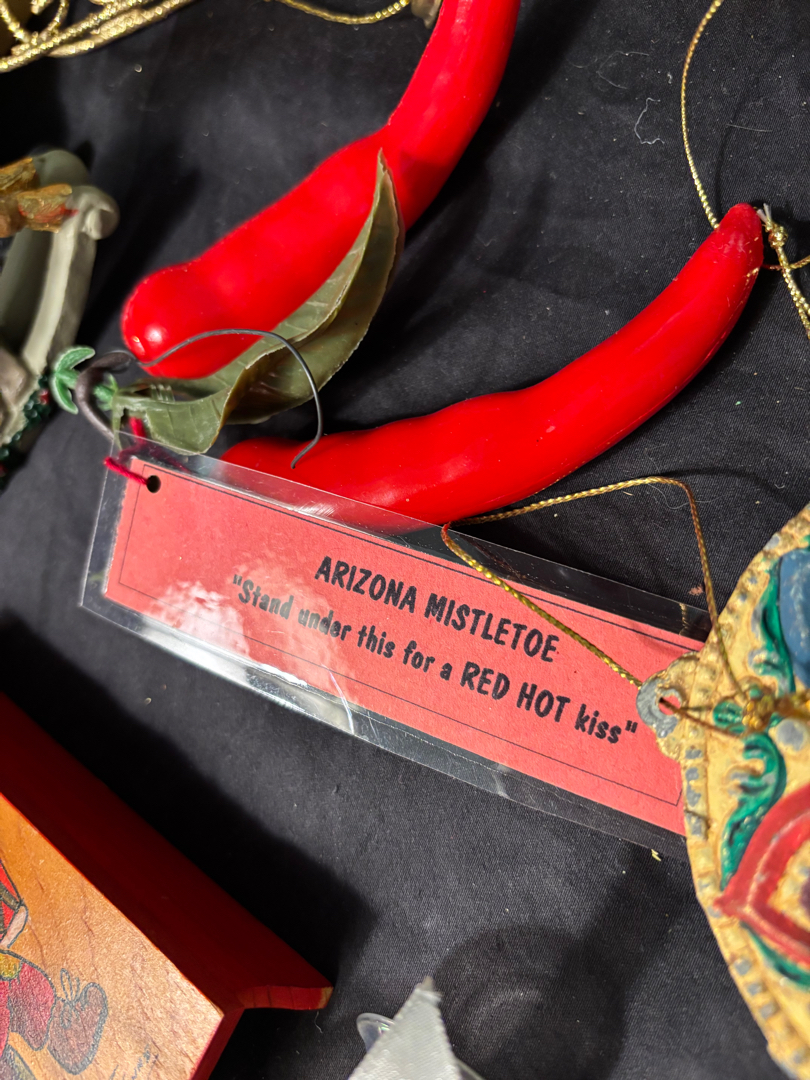 ARIZONA MISTLETOE
"Stand under this for a RED HOT kiss"